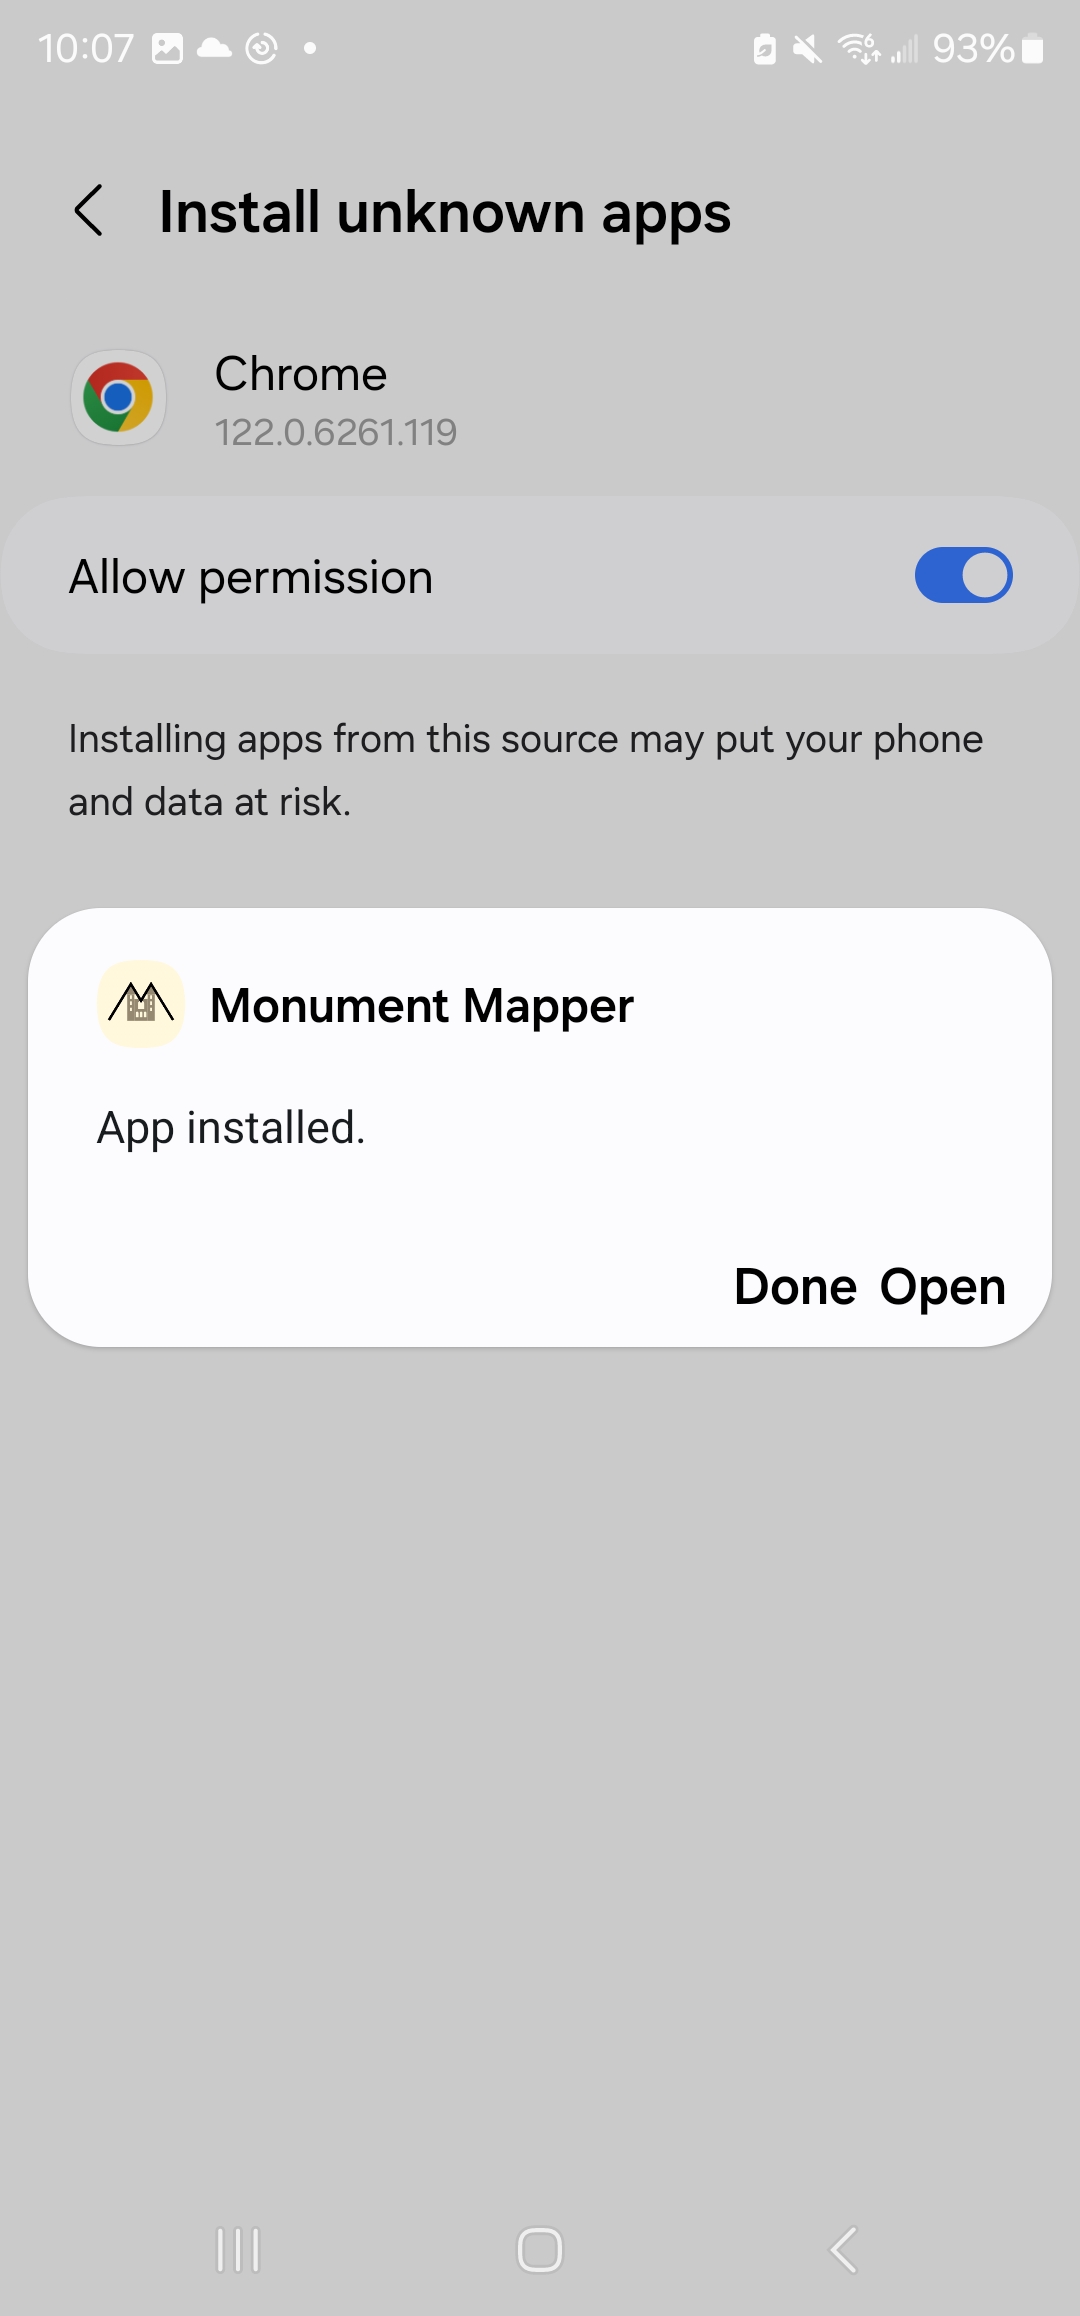 10:07 93%
Install unknown apps
Chrome
122.0.6261.119
Allow permission
Installing apps from this source may put your phone
and data at risk.
Monument Mapper
App installed.
Done Open